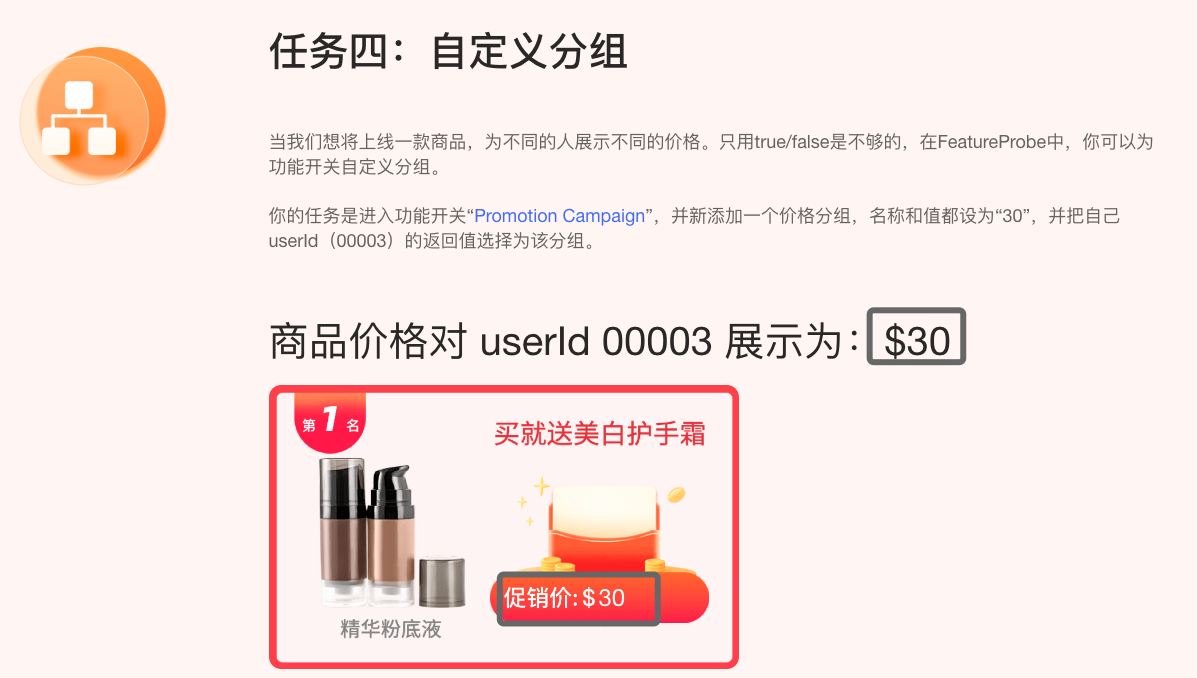 任务四：自定义分组
当我们想将上线一款商品，为不同的人展示不同的价格。只用true/false是不够的，在FeatureProbe中，你可以为
功能开关自定义分组。
你的任务是进入功能开关“Promotion Campaign”，并新添加一个价格分组，名称和值都设为“30”，并把自己
userId（00003）的返回值选择为该分组。
商品价格对 userId 00003 展示为：$30
第1名
买就送美白护手霜
促销价:$30
精华粉底液